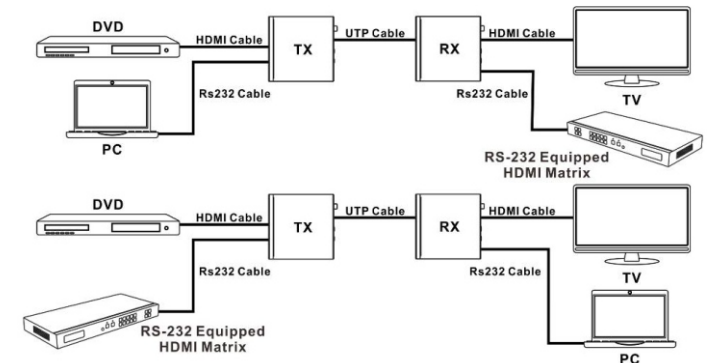 DVD
HDMI Cable
TX
UTP Cable
RX
HDMI Cable
Rs232 Cable
Rs232 Cable
TV
PC
RS-232 Equipped
HDMI Matrix
DVD
HDMI Cable
TX
UTP Cable
RX
HDMI Cable
Rs232 Cable
Rs232 Cable
TV
RS-232 Equipped
HDMI Matrix
PC